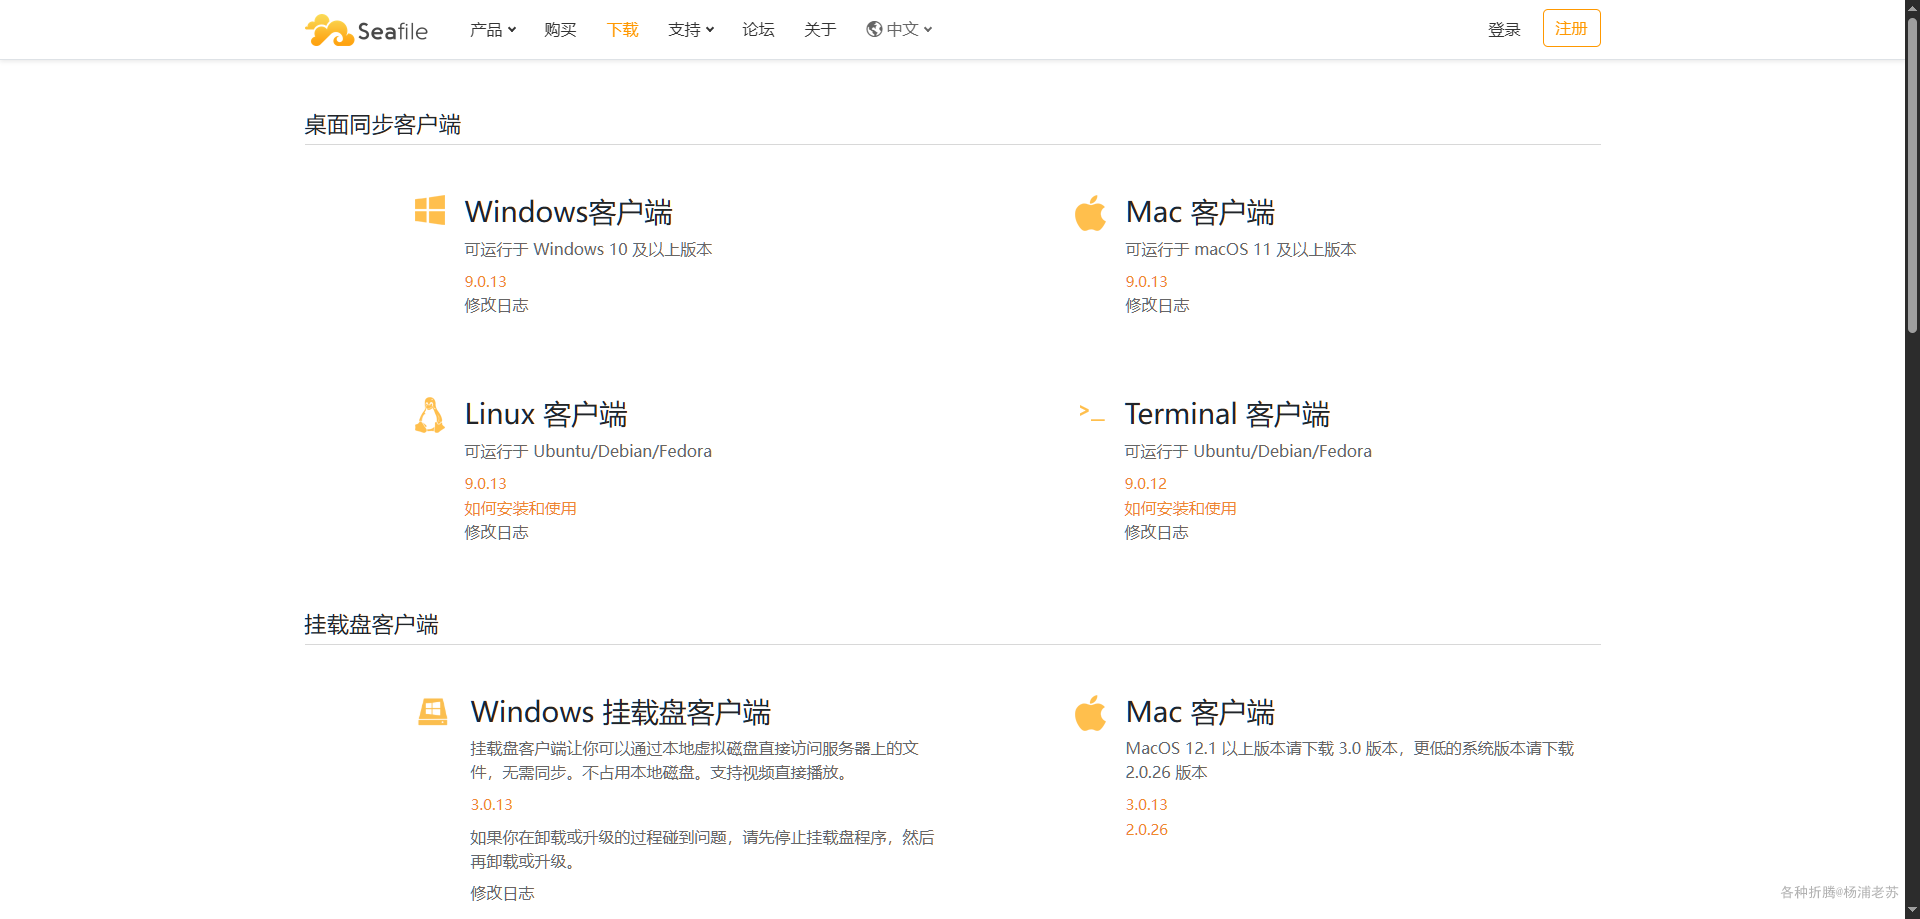 Seafile 产品 购买 下载 支持 论坛 关于 中文 登录 注册
桌面同步客户端
Windows客户端
可运行于 Windows 10 及以上版本
9.0.13
修改日志
Mac 客户端
可运行于 macOS 11 及以上版本
9.0.13
修改日志
Linux 客户端
可运行于 Ubuntu/Debian/Fedora
9.0.13
如何安装和使用
修改日志
>_ Terminal 客户端
可运行于 Ubuntu/Debian/Fedora
9.0.12
如何安装和使用
修改日志
挂载盘客户端
Windows 挂载盘客户端
挂载盘客户端让你可以通过本地虚拟磁盘直接访问服务器上的文
件，无需同步。不占用本地磁盘。支持视频直接播放。
3.0.13
如果你在卸载或升级的过程碰到问题，请先停止挂载盘程序，然后
再卸载或升级。
修改日志
Mac 客户端
MacOS 12.1 以上版本请下载 3.0 版本，更低的系统版本请下载
2.0.26 版本
3.0.13
2.0.26
各种折腾@杨浦老苏